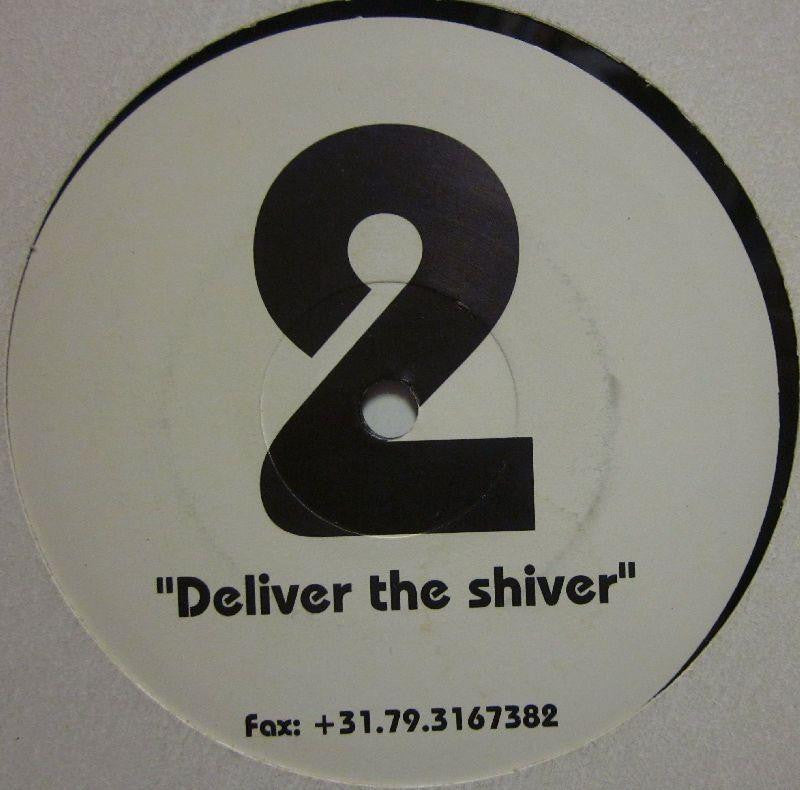 2
"Deliver the shiver"
Fax: +31.79.3167382